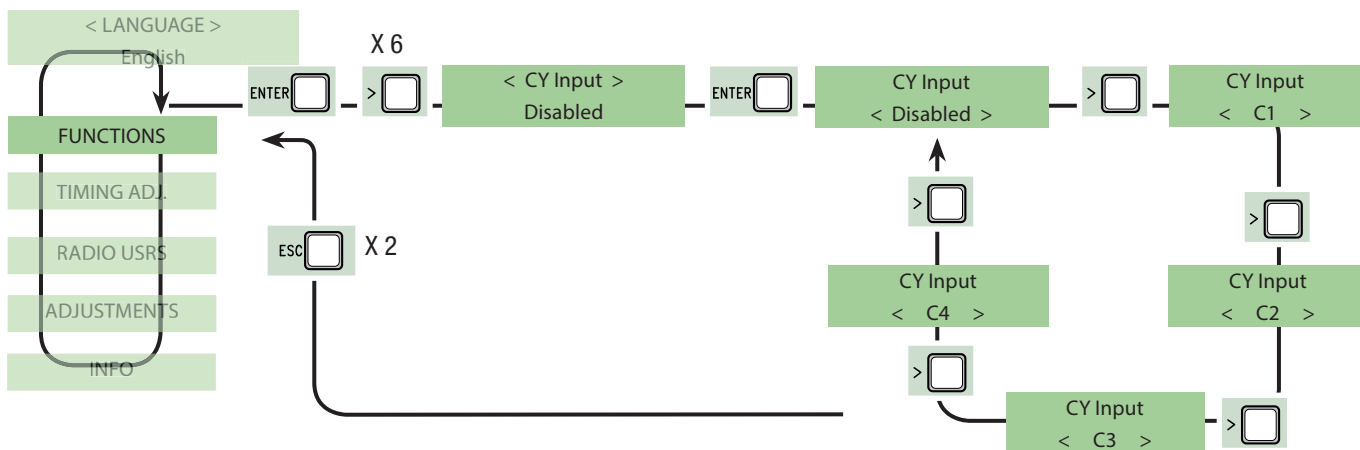 < LANGUAGE >
English
FUNCTIONS
TIMING ADJ.
RADIO USRS
ADJUSTMENTS
INFO
ENTER
X 6
>
< CY Input >
Disabled
ENTER
CY Input
< Disabled >
>
CY Input
< C1 >
>
CY Input
< C2 >
>
CY Input
< C3 >
>
CY Input
< C4 >
>
ESC
X 2